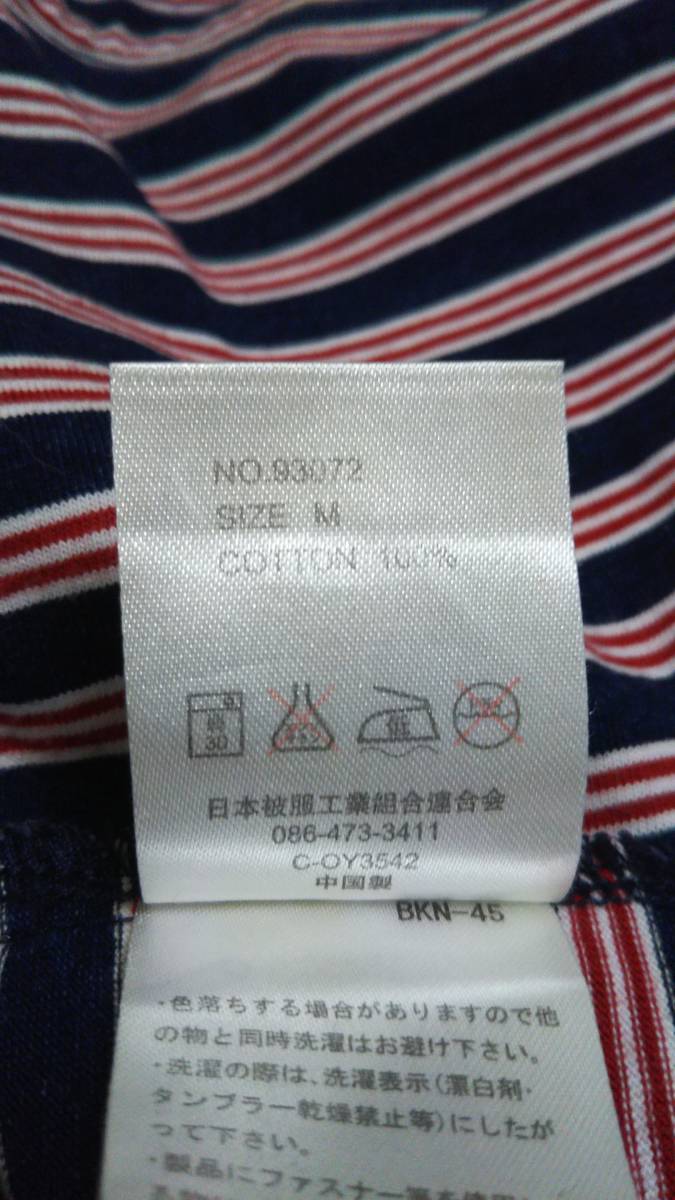 NO.93072
SIZE M
COTTON 100%
弱
30
低
日本被服工業組合連合会
086-473-3411
C-OY3542
中国製
BKN-45
・色落ちする場合がありますので他
の物と同時洗濯はお避け下さい。
・洗濯の際は、洗濯表示(漂白剤・
タンブラー乾燥禁止等)にしたが
って下さい。
・製品にファスナー等を使